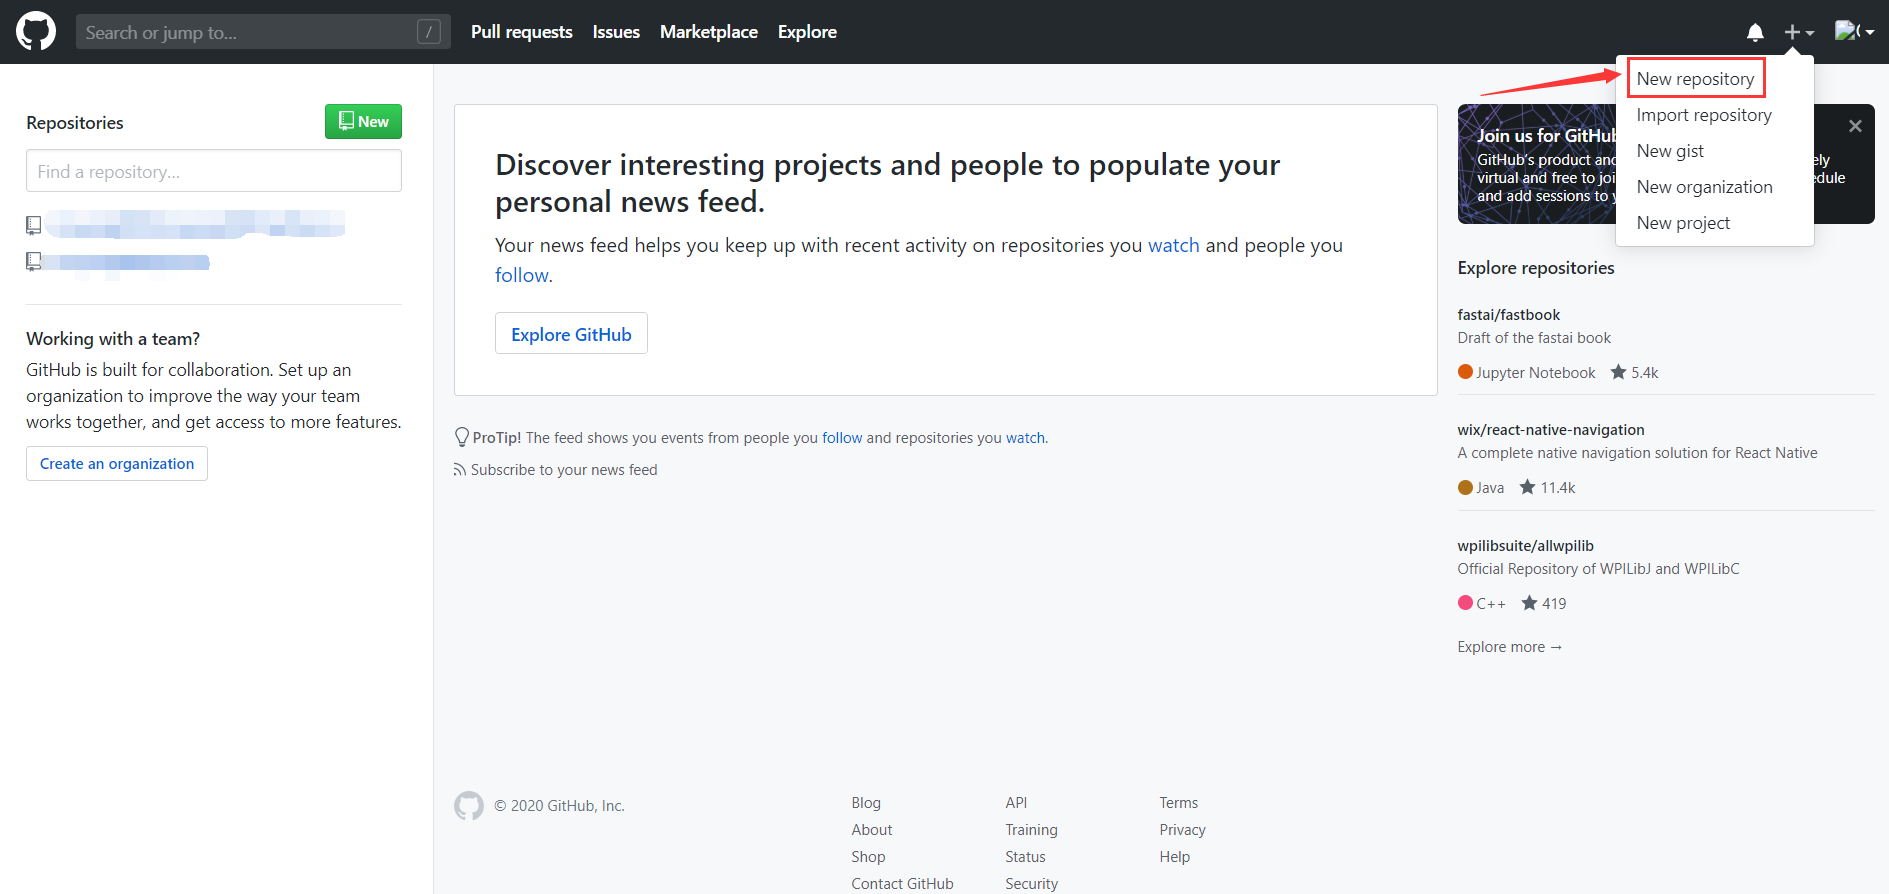 Search or jump to...
/
Pull requests
Issues
Marketplace
Explore
New repository
Import repository
New gist
New organization
New project
Repositories
New
Find a repository...
Working with a team?
GitHub is built for collaboration. Set up an
organization to improve the way your team
works together, and get access to more features.
Create an organization
Discover interesting projects and people to populate your
personal news feed.
Your news feed helps you keep up with recent activity on repositories you watch and people you
follow.
Explore GitHub
ProTip! The feed shows you events from people you follow and repositories you watch.
Subscribe to your news feed
Join us for GitHub
GitHub's product and
virtual and free to joi
and add sessions to y
ely
edule
Explore repositories
fastai/fastbook
Draft of the fastai book
Jupyter Notebook 5.4k
wix/react-native-navigation
A complete native navigation solution for React Native
Java 11.4k
wpilibsuite/allwpilib
Official Repository of WPILibJ and WPILibC
C++ 419
Explore more →
© 2020 GitHub, Inc.
Blog
About
Shop
Contact GitHub
API
Training
Status
Security
Terms
Privacy
Help